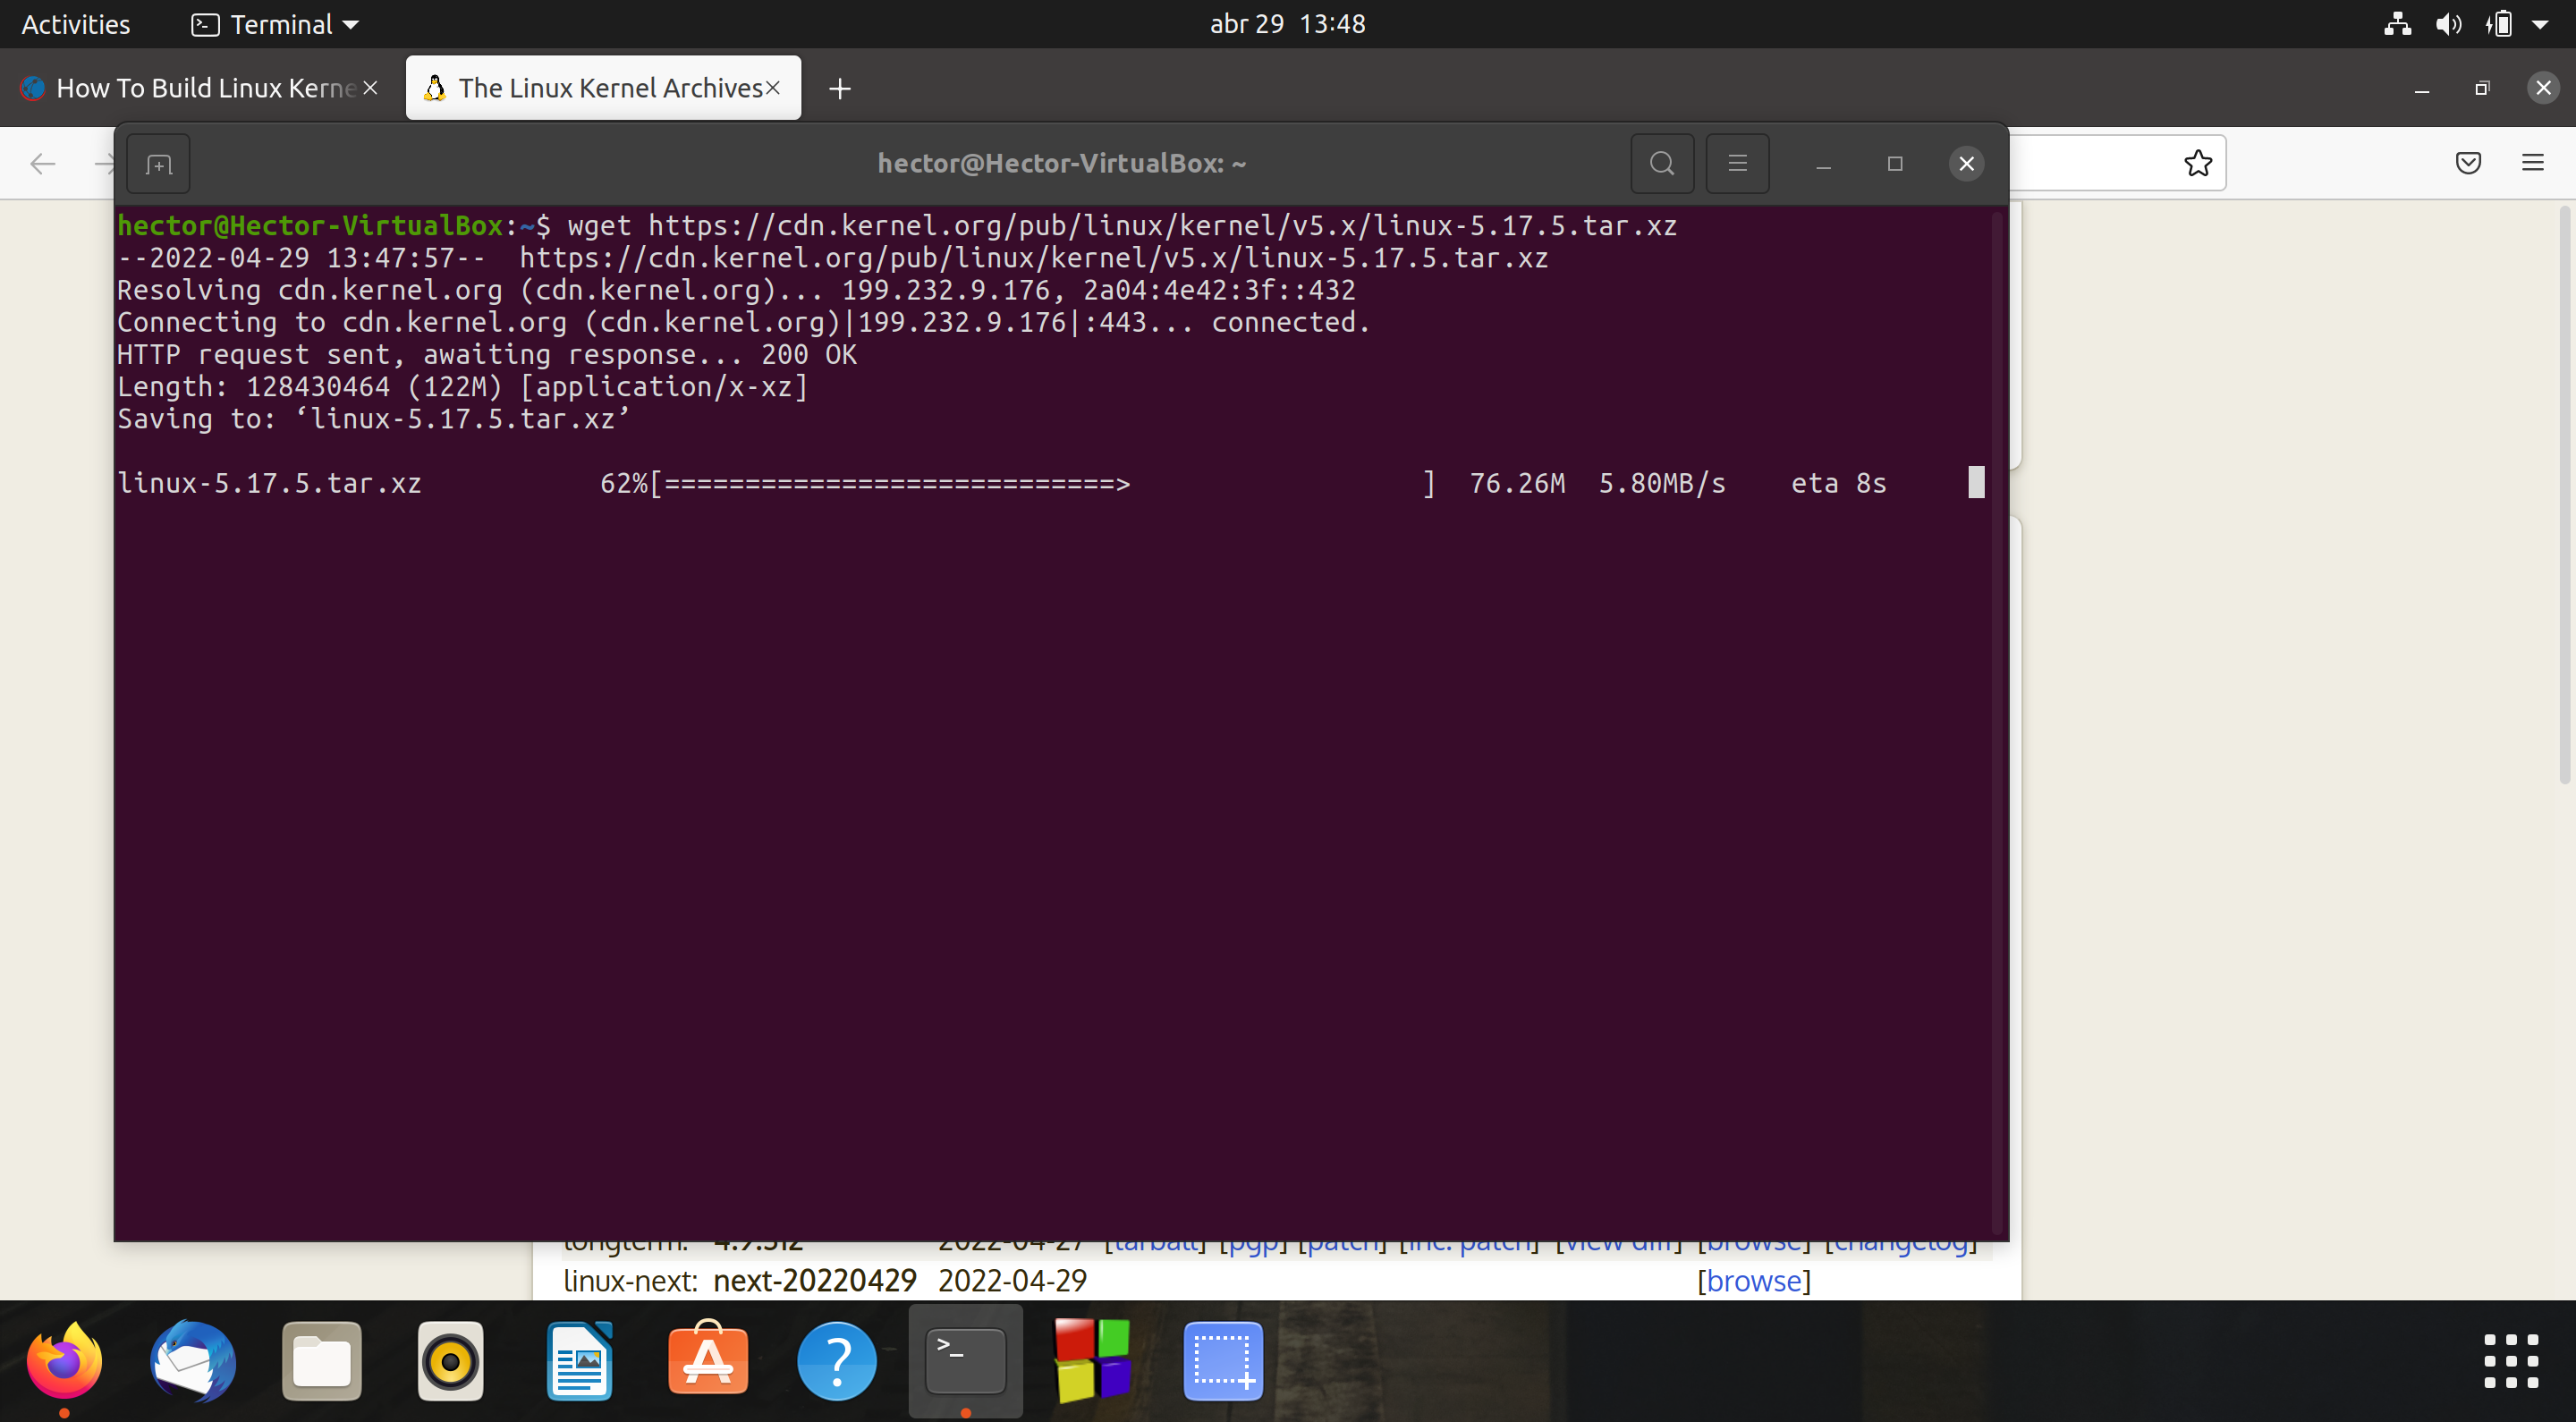 Activities
Terminal
abr 29 13:48
How To Build Linux Kerne
The Linux Kernel Archives
hector@Hector-VirtualBox: ~
hector@Hector-VirtualBox:~$ wget https://cdn.kernel.org/pub/linux/kernel/v5.x/linux-5.17.5.tar.xz
--2022-04-29 13:47:57--  https://cdn.kernel.org/pub/linux/kernel/v5.x/linux-5.17.5.tar.xz
Resolving cdn.kernel.org (cdn.kernel.org)... 199.232.9.176, 2a04:4e42:3f::432
Connecting to cdn.kernel.org (cdn.kernel.org)|199.232.9.176|:443... connected.
HTTP request sent, awaiting response... 200 OK
Length: 128430464 (122M) [application/x-xz]
Saving to: ‘linux-5.17.5.tar.xz’
linux-5.17.5.tar.xz           62%[============================>                  ]  76.26M  5.80MB/s    eta 8s
longterm: 4.9.312 2022-04-27 [tarball] [pgp] [patch] [inc. patch] [view diff] [browse] [changelog]
linux-next: next-20220429 2022-04-29 [browse]